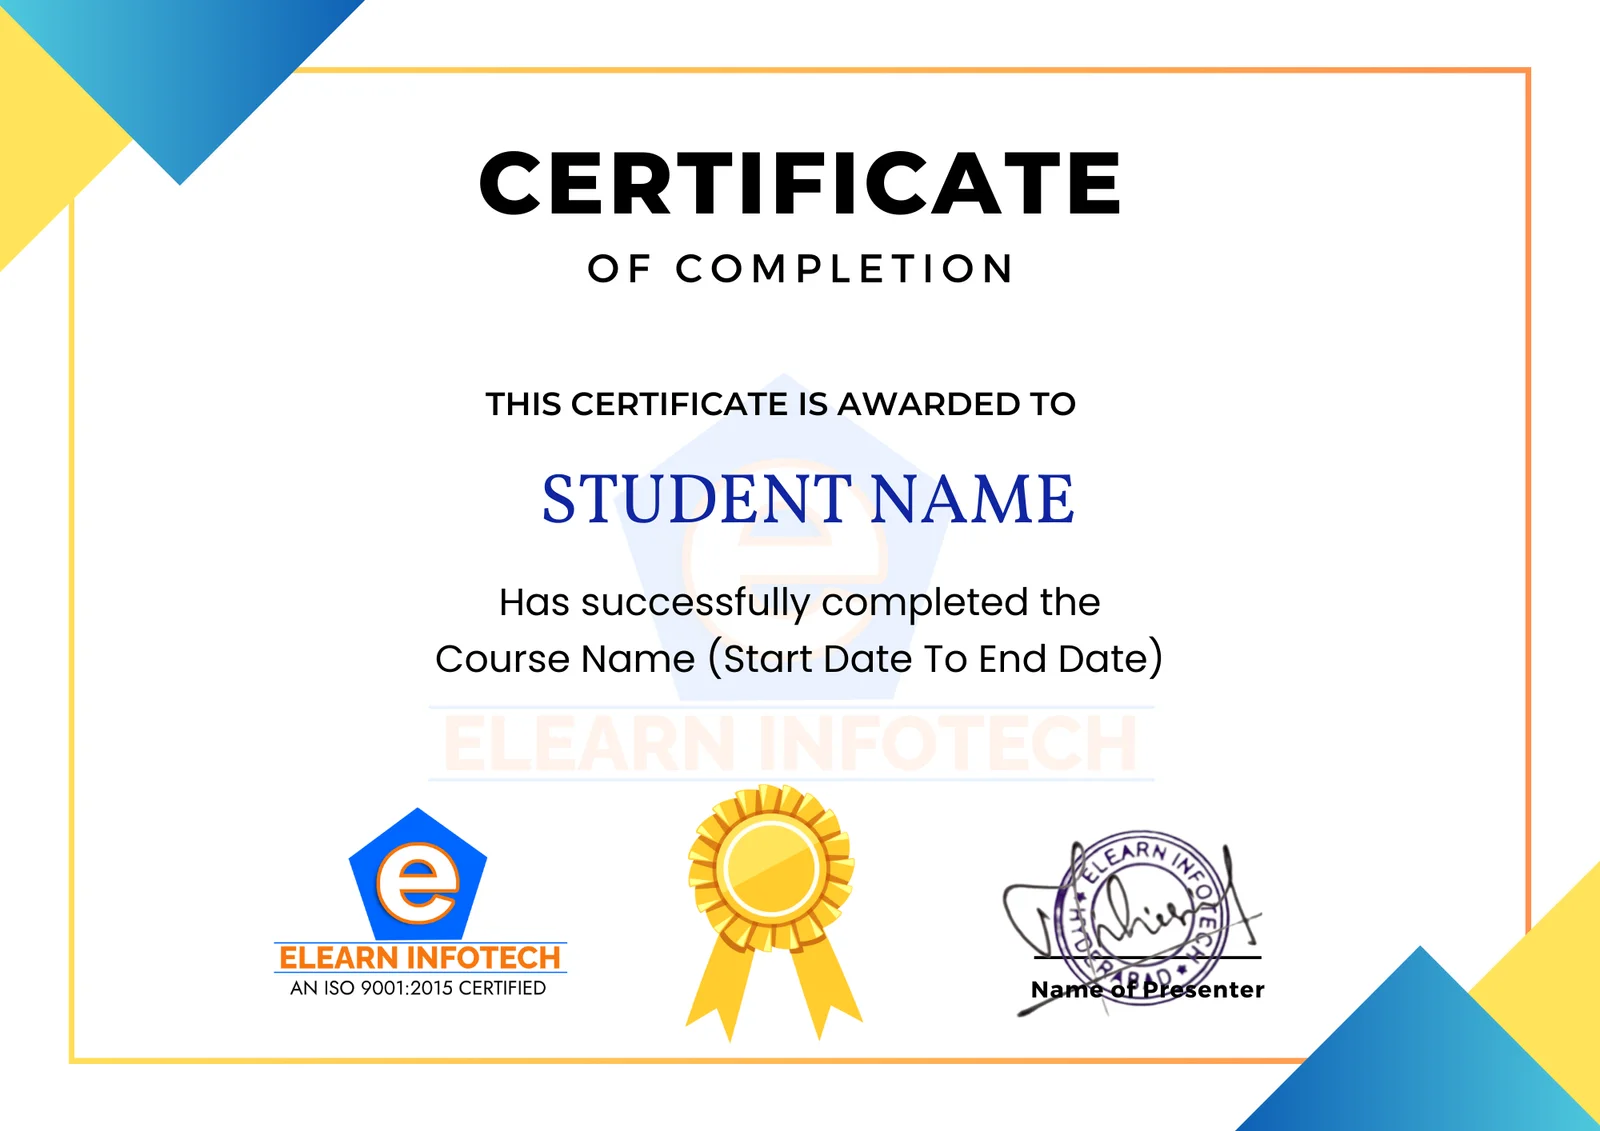 CERTIFICATE
OF COMPLETION
THIS CERTIFICATE IS AWARDED TO
STUDENT NAME
Has successfully completed the
Course Name (Start Date To End Date)
ELEARN INFOTECH
e
ELEARN INFOTECH
AN ISO 9001:2015 CERTIFIED
ELEARN INFOTECH
★ HYDERABAD ★
Name of Presenter